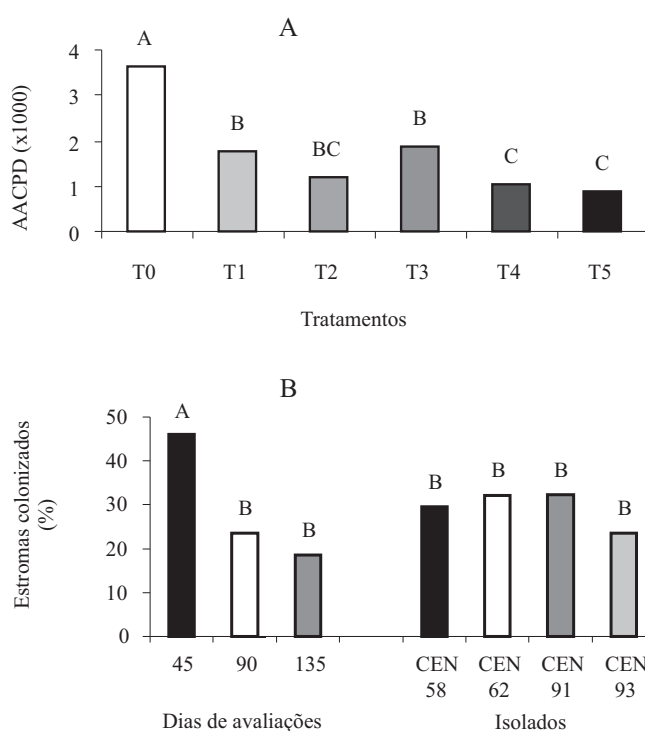 A
AACPD (x1000)
4
3
2
1
0
A
B
BC
B
C
C
T0 T1 T2 T3 T4 T5
Tratamentos
B
Estromas colonizados
(%)
50
40
30
20
10
0
A
B
B
B
B
B
B
45 90 135
CEN CEN CEN CEN
58 62 91 93
Dias de avaliações
Isolados